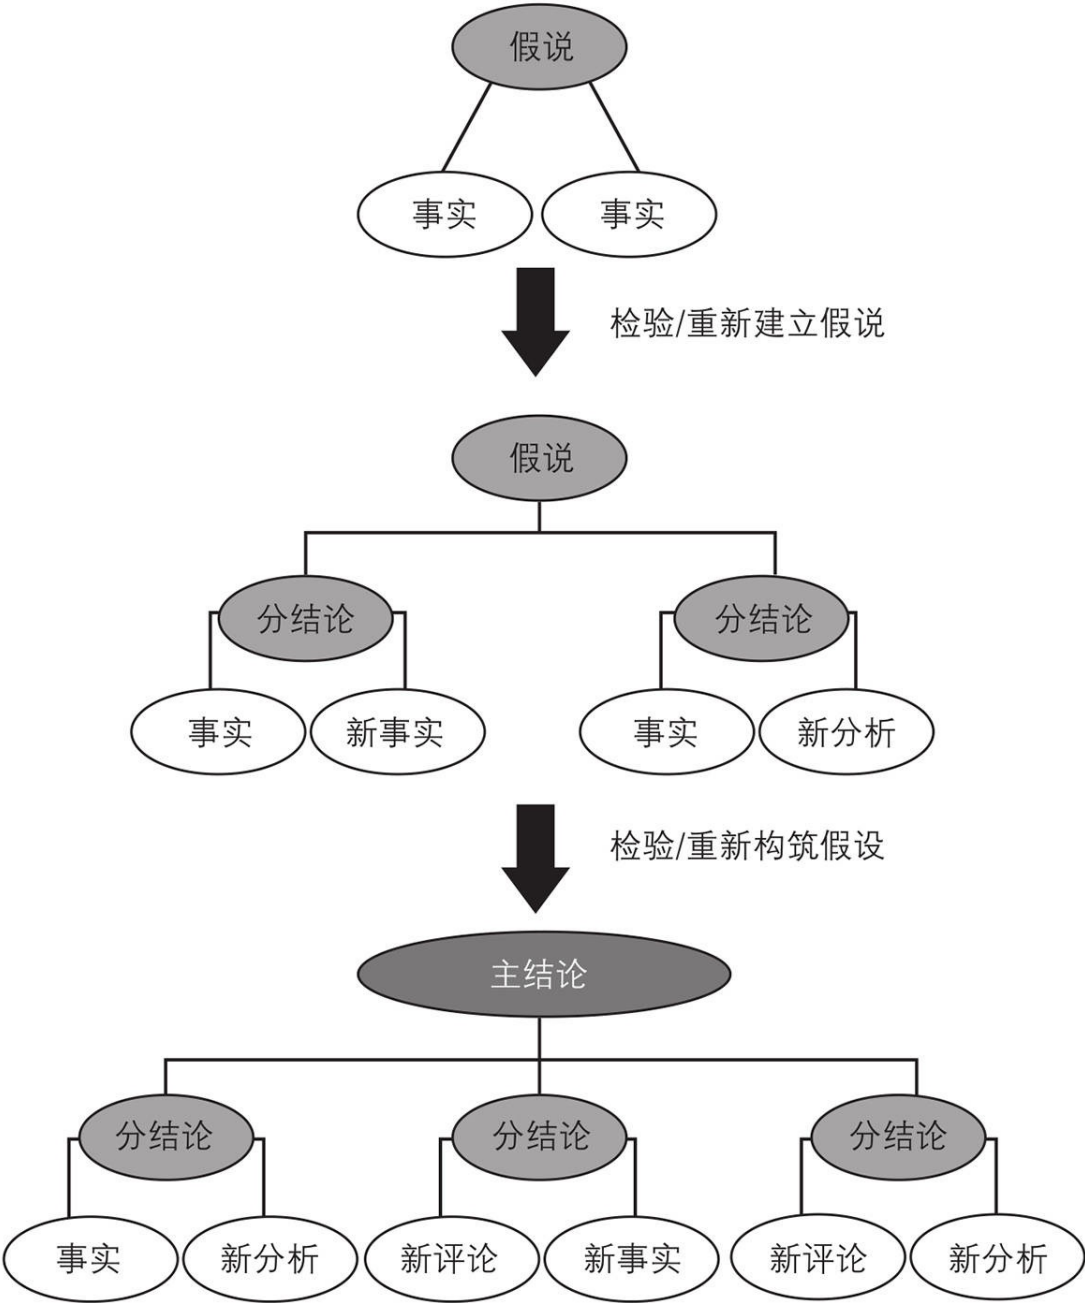 假说
事实
事实
检验/重新建立假说
假说
分结论
分结论
事实
新事实
事实
新分析
检验/重新构筑假设
主结论
分结论
分结论
分结论
事实
新分析
新评论
新事实
新评论
新分析